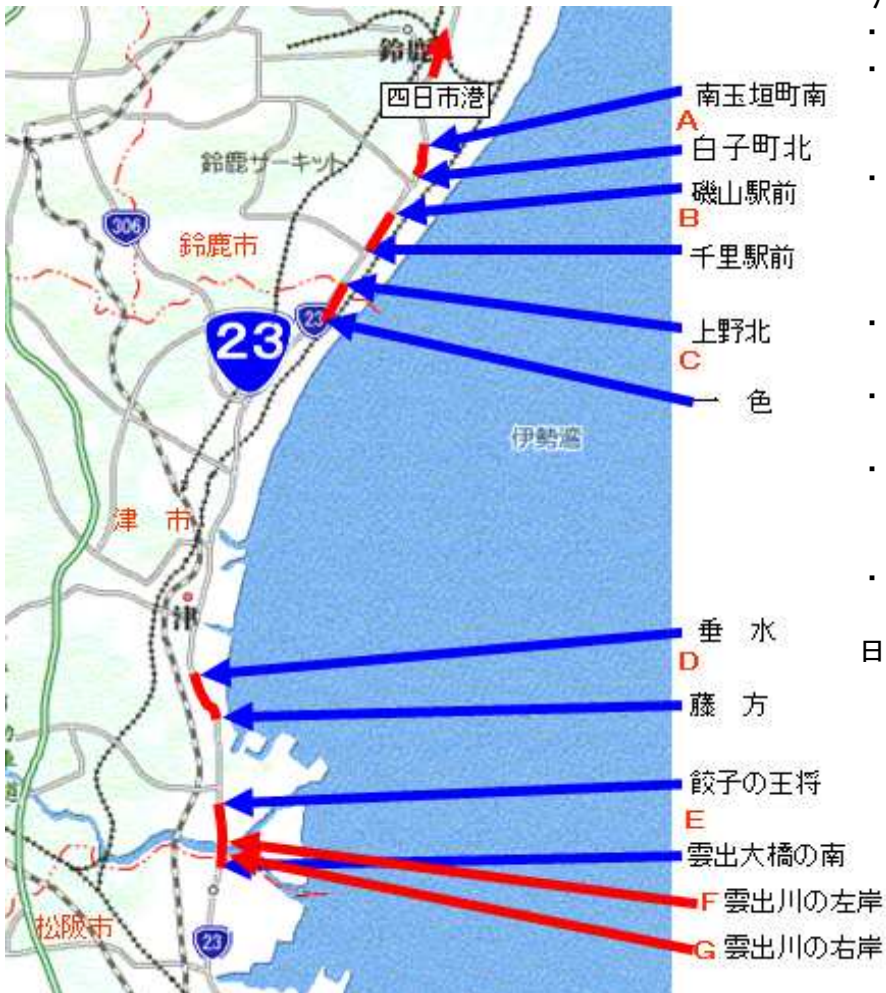 鈴鹿
四日市港
南玉垣町南
A
白子町北
鈴鹿サーキット
磯山駅前
B
306
鈴鹿市
千里駅前
23
23
上野北
C
一 色
伊勢湾
津 市
津
垂 水
D
日
藤 方
餃子の王将
E
雲出大橋の南
F 雲出川の左岸
松阪市
23
G 雲出川の右岸